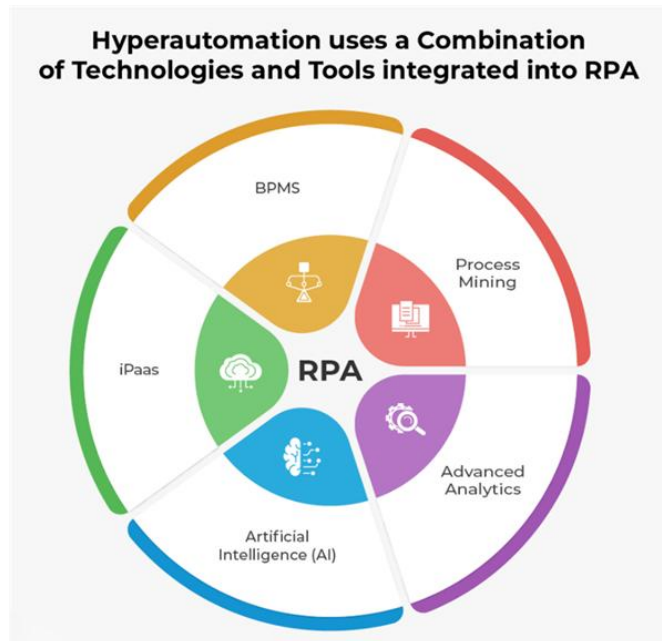 Hyperautomation uses a Combination
of Technologies and Tools integrated into RPA
BPMS
Process
Mining
iPaas
RPA
Advanced
Analytics
Artificial
Intelligence (AI)